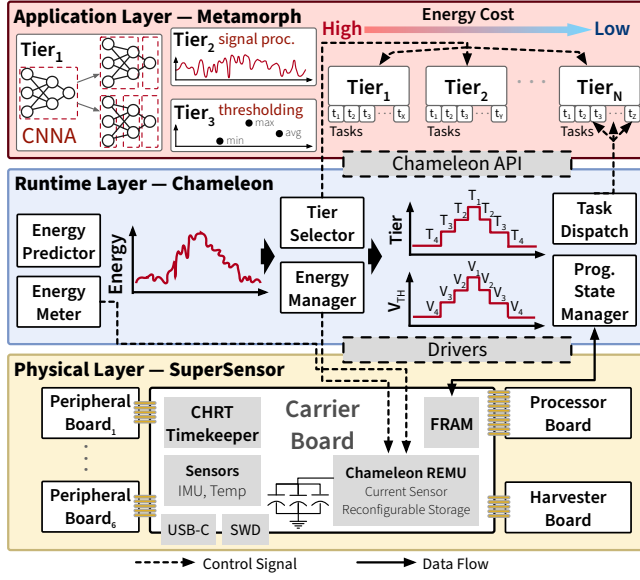 Application Layer — Metamorph
Energy Cost
High
Low
Tier1
CNNA
Tier2 signal proc.
Tier3 thresholding
max
min
avg
Tier1
t1 t2 t3 ··· tX
Tasks
Tier2
t1 t2 t3 ··· tY
Tasks
TierN
t1 t2 t3 ··· tZ
Tasks
Chameleon API
Runtime Layer — Chameleon
Energy
Predictor
Energy
Meter
Energy
Tier
Selector
Energy
Manager
Tier
T4 T3 T2 T1 T2 T3 T4
VTH
V4 V3 V2 V1 V2 V3 V4
Task
Dispatch
Prog.
State
Manager
Drivers
Physical Layer — SuperSensor
Peripheral
Board1
Peripheral
Board6
CHRT
Timekeeper
Carrier
Board
FRAM
Sensors
IMU, Temp
Chameleon REMU
Current Sensor
Reconfigurable Storage
USB-C
SWD
Processor
Board
Harvester
Board
Control Signal
Data Flow